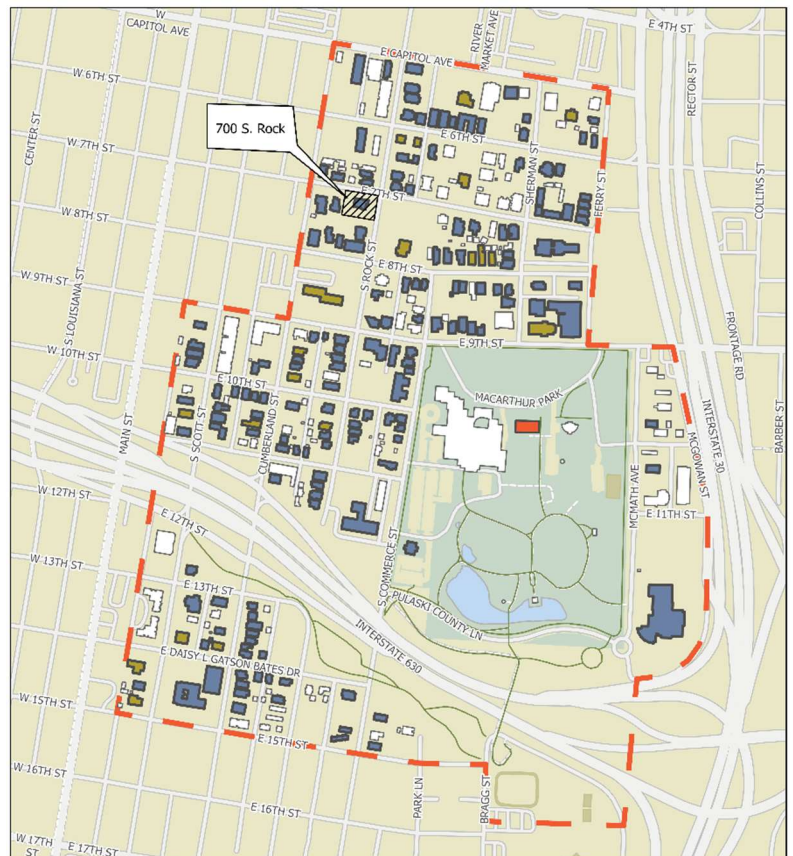 W
CAPITOL AVE
RIVER
MARKET AVE
E 4TH ST
E CAPITOL AVE
W 6TH ST
RECTOR ST
CENTER ST
700 S. Rock
E 6TH ST
W 7TH ST
SHERMAN ST
COLLINS ST
E 7TH ST
FERRY ST
W 8TH ST
S ROCK ST
E 8TH ST
W 9TH ST
S LOUISIANA ST
E 9TH ST
FRONTAGE RD
W 10TH ST
E 10TH ST
MACARTHUR PARK
MAIN ST
S SCOTT ST
CUMBERLAND ST
INTERSTATE 30
BARBER ST
MCGOWAN ST
MCMATH AVE
W 12TH ST
E 12TH ST
E 11TH ST
S COMMERCE ST
W 13TH ST
E 13TH ST
PULASKI COUNTY LN
INTERSTATE 630
E DAISY L GATSON BATES DR
W 15TH ST
E 15TH ST
W 16TH ST
E 16TH ST
PARK LN
BRAGG ST
W 17TH
ST
E 17TH ST